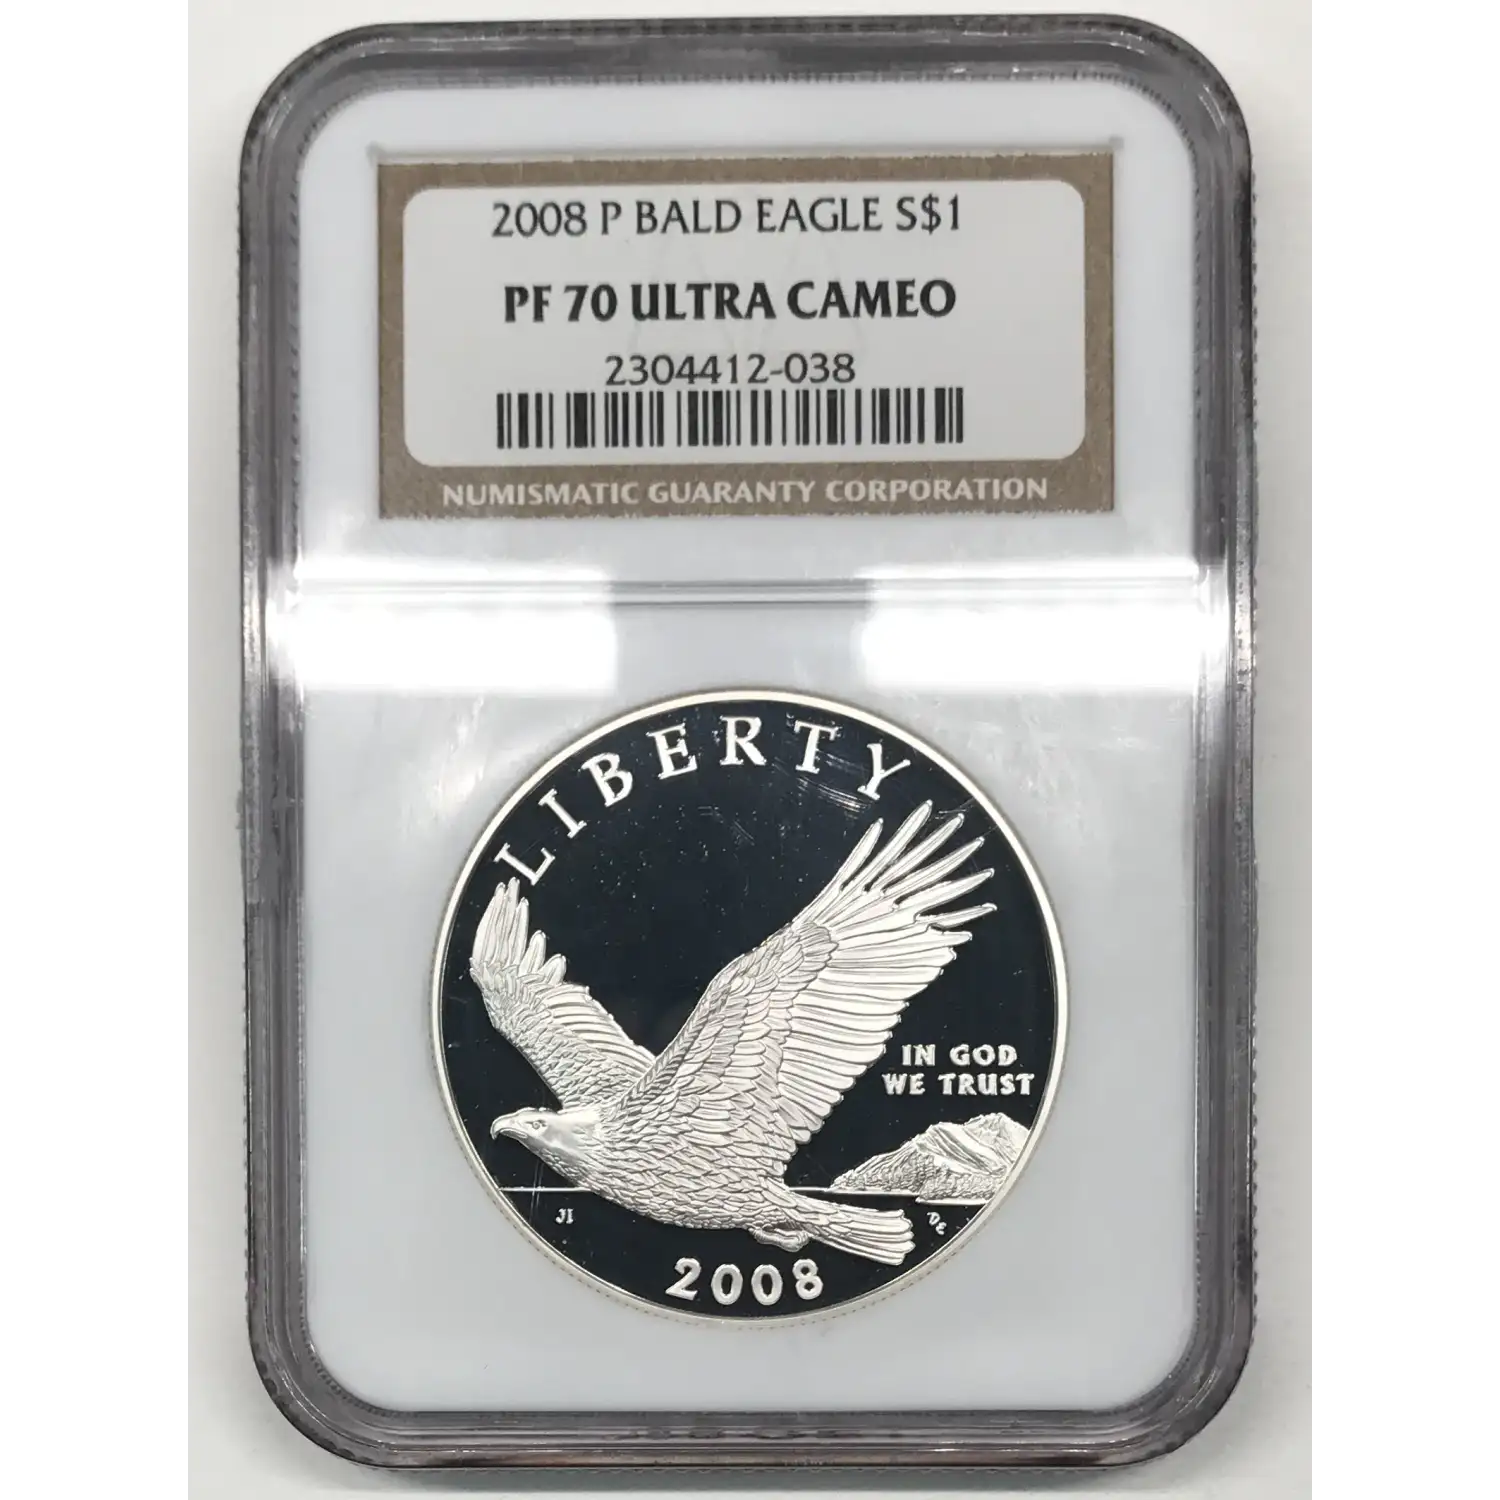 2008 P BALD EAGLE S$1
PF 70 ULTRA CAMEO
2304412-038
NUMISMATIC GUARANTY CORPORATION
LIBERTY
IN GOD
WE TRUST
JI
DE
2008